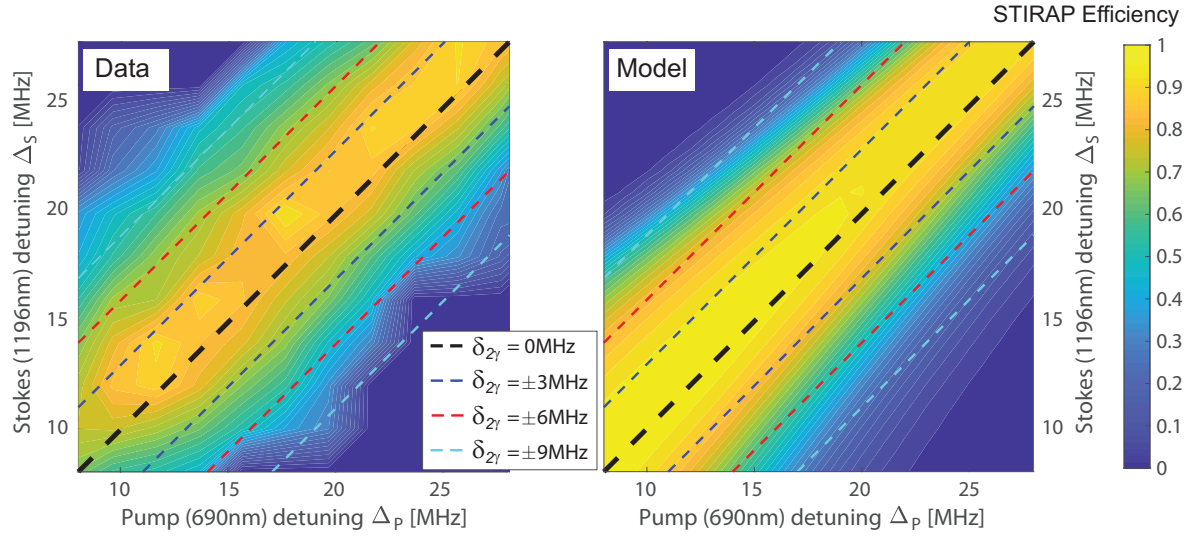 STIRAP Efficiency
Data
Model
Stokes (1196nm) detuning Δ_S [MHz]
25
20
15
10
10
15
20
25
Pump (690nm) detuning Δ_P [MHz]
δ_2γ = 0MHz
δ_2γ = ±3MHz
δ_2γ = ±6MHz
δ_2γ = ±9MHz
10
15
20
25
Pump (690nm) detuning Δ_P [MHz]
25
20
15
10
Stokes (1196nm) detuning Δ_S [MHz]
1
0.9
0.8
0.7
0.6
0.5
0.4
0.3
0.2
0.1
0